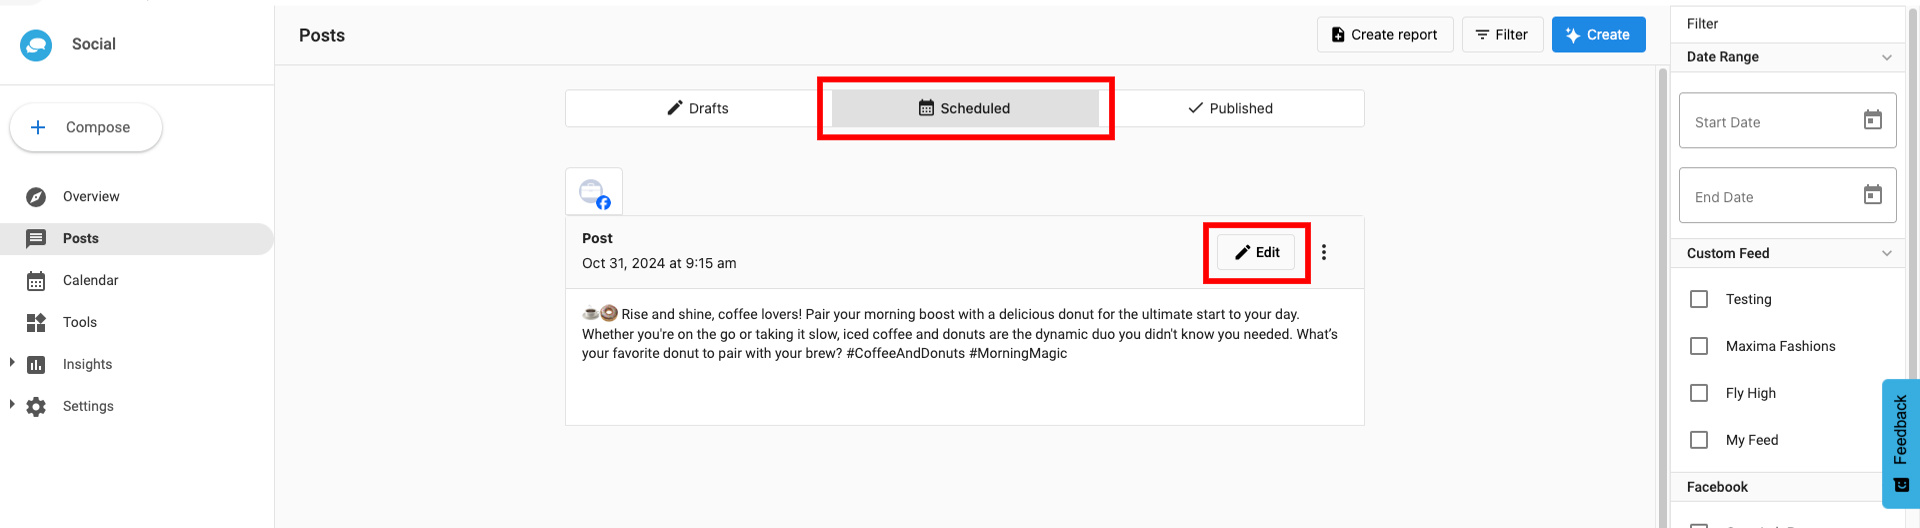 Social
Compose
Overview
Posts
Calendar
Tools
Insights
Settings
Posts
Create report
Filter
Create
Drafts
Scheduled
Published
Post
Oct 31, 2024 at 9:15 am
Edit
☕🍩 Rise and shine, coffee lovers! Pair your morning boost with a delicious donut for the ultimate start to your day.
Whether you're on the go or taking it slow, iced coffee and donuts are the dynamic duo you didn't know you needed. What's
your favorite donut to pair with your brew? #CoffeeAndDonuts #MorningMagic
Filter
Date Range
Start Date
End Date
Custom Feed
Testing
Maxima Fashions
Fly High
My Feed
Facebook
Feedback